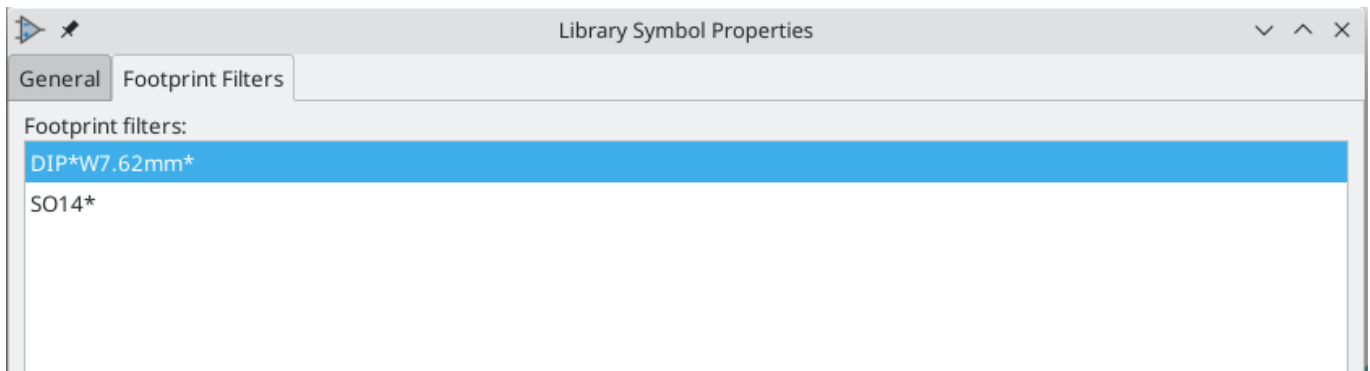 Library Symbol Properties
General Footprint Filters
Footprint filters:
DIP*W7.62mm*
SO14*